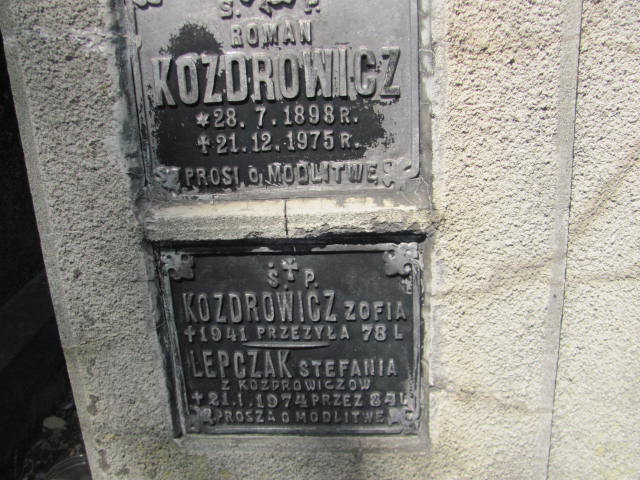 Ś. P.
ROMAN
KOZDROWICZ
*28. 7. 1898 R.
+21. 12. 1975 R.
PROSI O MODLITWĘ
Ś. P.
KOZDROWICZ ZOFIA
+1941 PRZEŻYŁA 78 L
LEPCZAK STEFANIA
Z KOZDROWICZÓW
+21.1.1974 PRZEŻ 84 L
PROSZĄ O MODLITWĘ